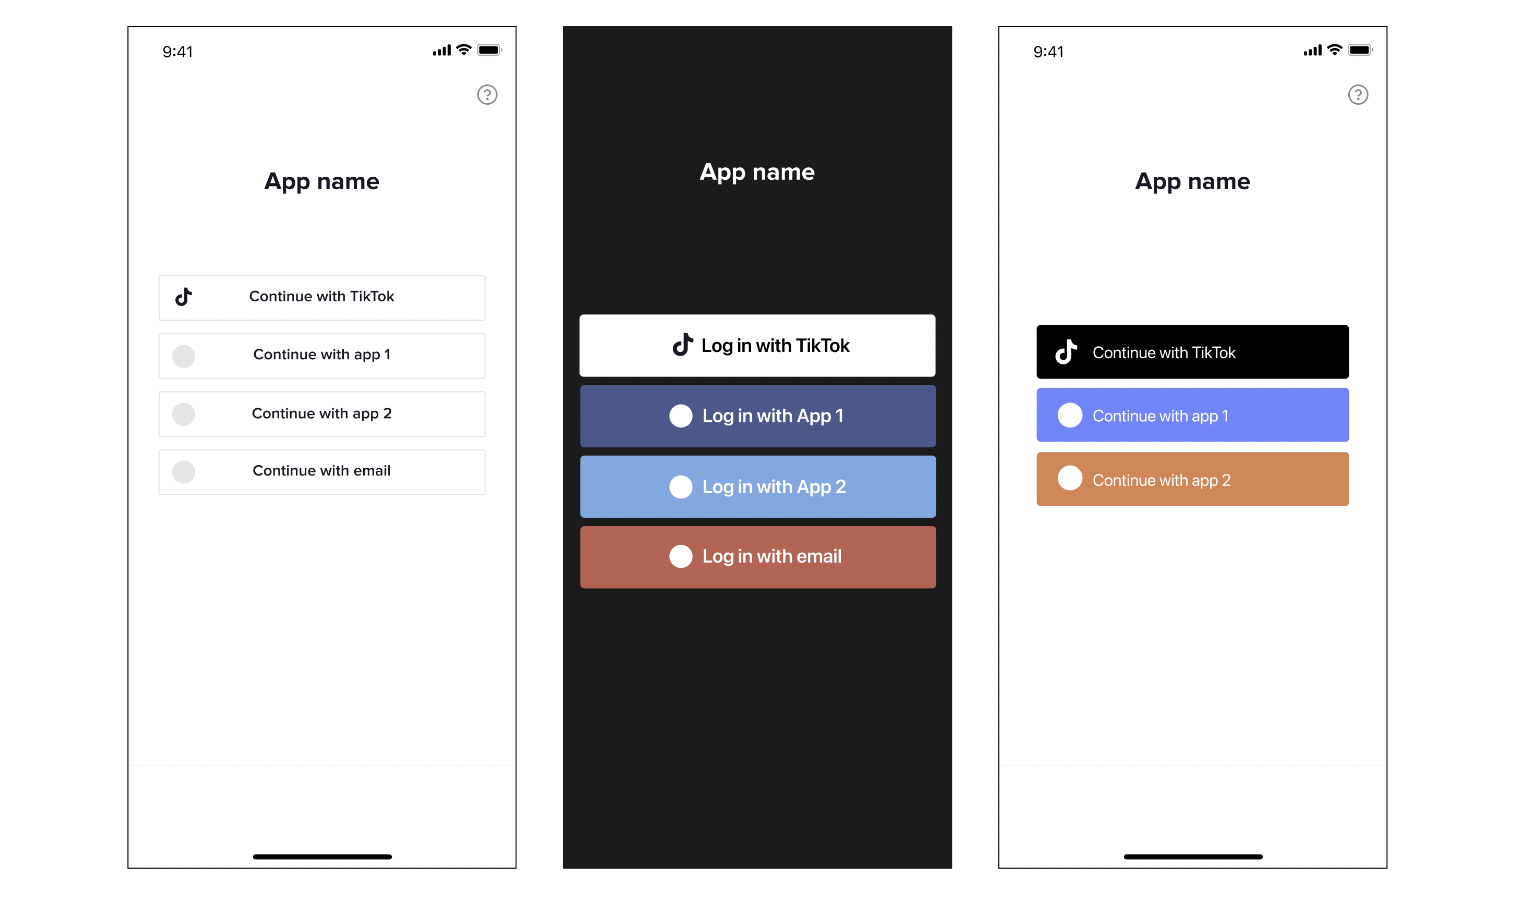 9:41
?
App name
Continue with TikTok
Continue with app 1
Continue with app 2
Continue with email
App name
Log in with TikTok
Log in with App 1
Log in with App 2
Log in with email
9:41
?
App name
Continue with TikTok
Continue with app 1
Continue with app 2